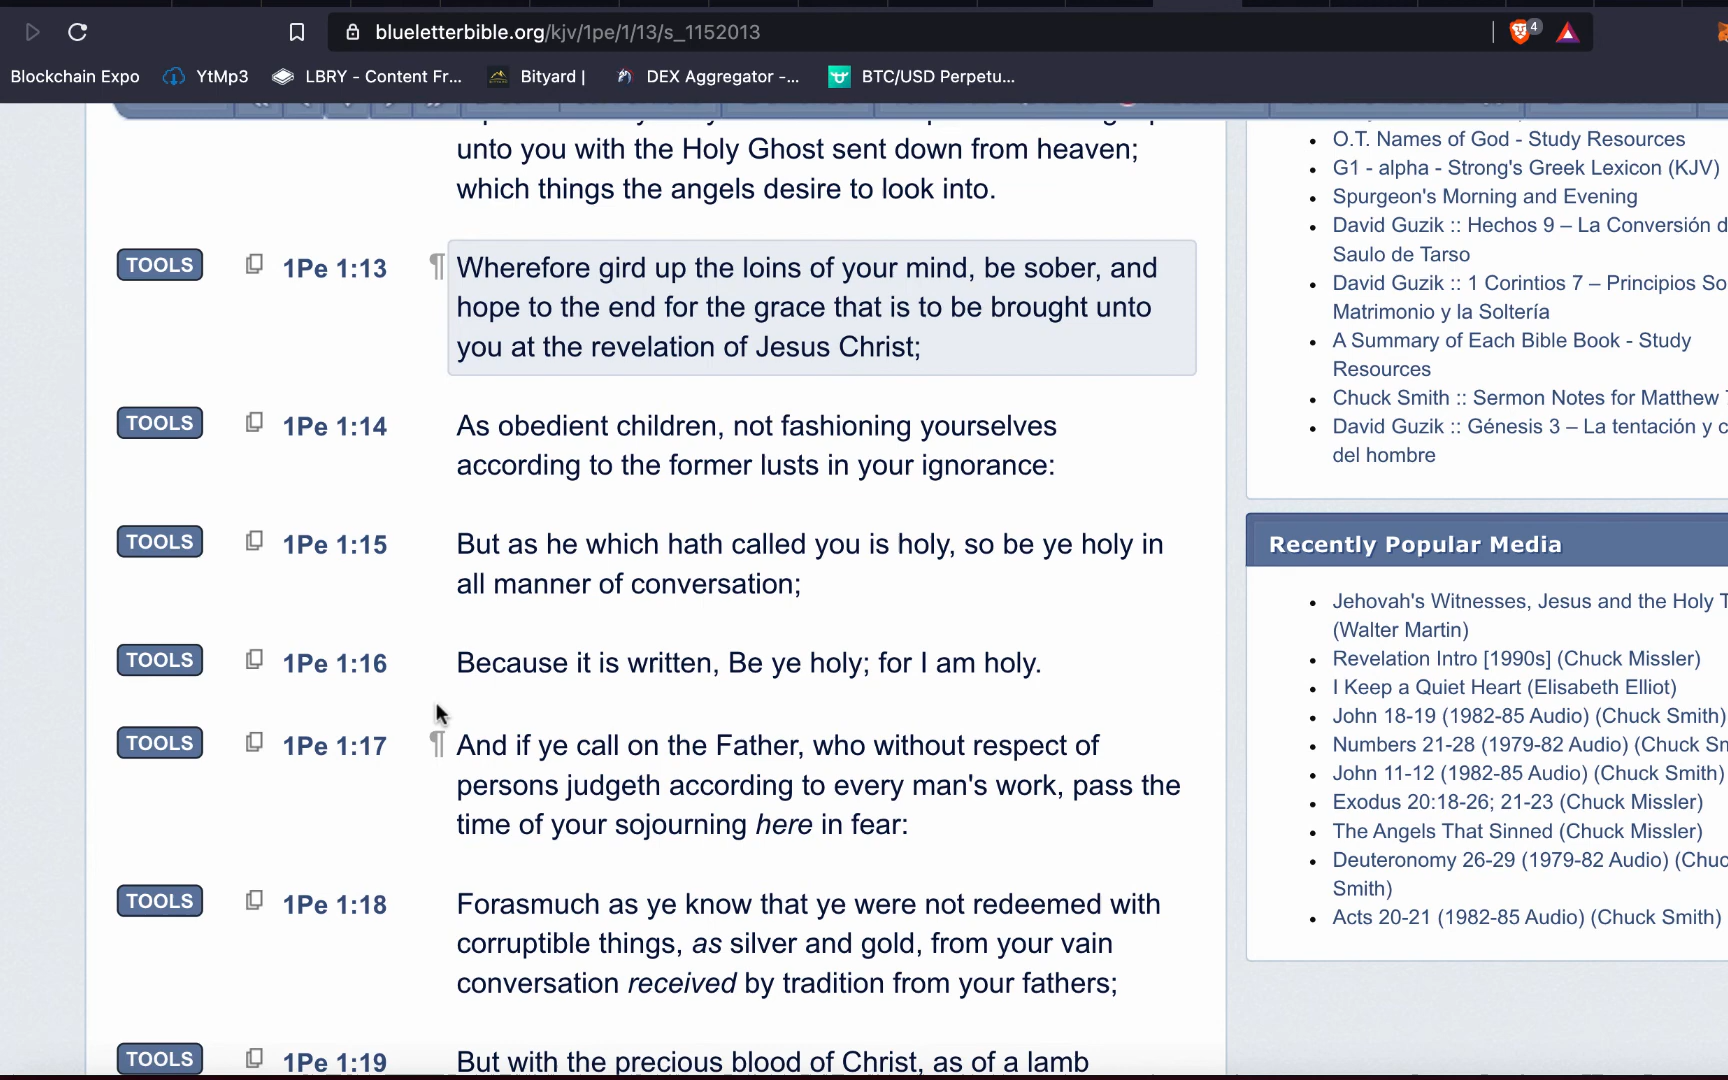 blueletterbible.org/kjv/1pe/1/13/s_1152013
4
Blockchain Expo
YtMp3
LBRY - Content Fr...
Bityard |
DEX Aggregator -...
BTC/USD Perpetu...
unto you with the Holy Ghost sent down from heaven;
which things the angels desire to look into.
TOOLS
1Pe 1:13
¶ Wherefore gird up the loins of your mind, be sober, and
hope to the end for the grace that is to be brought unto
you at the revelation of Jesus Christ;
TOOLS
1Pe 1:14
As obedient children, not fashioning yourselves
according to the former lusts in your ignorance:
TOOLS
1Pe 1:15
But as he which hath called you is holy, so be ye holy in
all manner of conversation;
TOOLS
1Pe 1:16
Because it is written, Be ye holy; for I am holy.
TOOLS
1Pe 1:17
¶ And if ye call on the Father, who without respect of
persons judgeth according to every man's work, pass the
time of your sojourning here in fear:
TOOLS
1Pe 1:18
Forasmuch as ye know that ye were not redeemed with
corruptible things, as silver and gold, from your vain
conversation received by tradition from your fathers;
TOOLS
1Pe 1:19
But with the precious blood of Christ, as of a lamb
O.T. Names of God - Study Resources
G1 - alpha - Strong's Greek Lexicon (KJV)
Spurgeon's Morning and Evening
David Guzik :: Hechos 9 – La Conversión d
Saulo de Tarso
David Guzik :: 1 Corintios 7 – Principios So
Matrimonio y la Soltería
A Summary of Each Bible Book - Study
Resources
Chuck Smith :: Sermon Notes for Matthew
David Guzik :: Génesis 3 – La tentación y c
del hombre
Recently Popular Media
Jehovah's Witnesses, Jesus and the Holy T
(Walter Martin)
Revelation Intro [1990s] (Chuck Missler)
I Keep a Quiet Heart (Elisabeth Elliot)
John 18-19 (1982-85 Audio) (Chuck Smith)
Numbers 21-28 (1979-82 Audio) (Chuck Sm
John 11-12 (1982-85 Audio) (Chuck Smith)
Exodus 20:18-26; 21-23 (Chuck Missler)
The Angels That Sinned (Chuck Missler)
Deuteronomy 26-29 (1979-82 Audio) (Chuc
Smith)
Acts 20-21 (1982-85 Audio) (Chuck Smith)